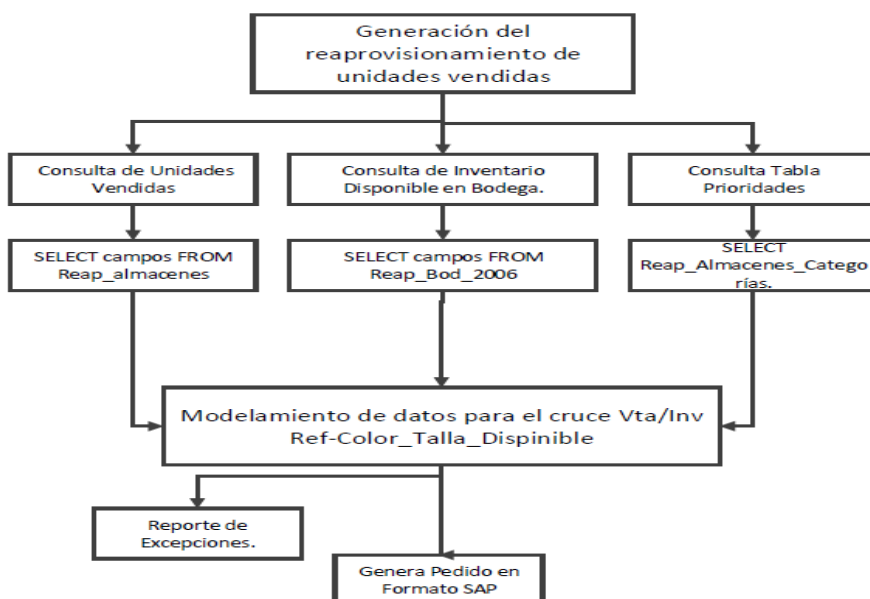 Generación del
reaprovisionamiento de
unidades vendidas
Consulta de Unidades
Vendidas
Consulta de Inventario
Disponible en Bodega.
Consulta Tabla
Prioridades
SELECT campos FROM
Reap_almacenes
SELECT campos FROM
Reap_Bod_2006
SELECT
Reap_Almacenes_Catego
rías.
Modelamiento de datos para el cruce Vta/Inv
Ref-Color_Talla_Dispinible
Reporte de
Excepciones.
Genera Pedido en
Formato SAP